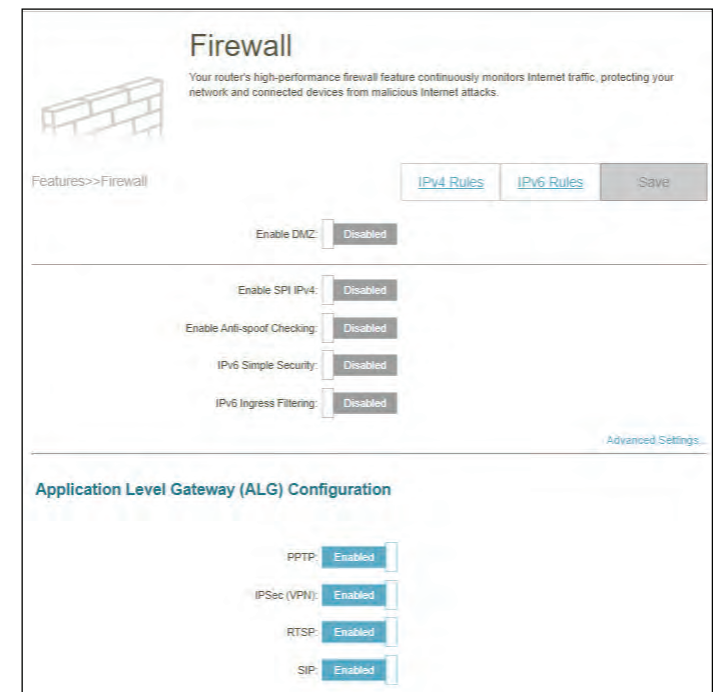 Firewall
Your router's high-performance firewall feature continuously monitors Internet traffic, protecting your
network and connected devices from malicious Internet attacks.
Features>>Firewall
IPv4 Rules
IPv6 Rules
Save
Enable DMZ: Disabled
Enable SPI IPv4: Disabled
Enable Anti-spoof Checking: Disabled
IPv6 Simple Security: Disabled
IPv6 Ingress Filtering: Disabled
Advanced Settings...
Application Level Gateway (ALG) Configuration
PPTP: Enabled
IPSec (VPN): Enabled
RTSP: Enabled
SIP: Enabled